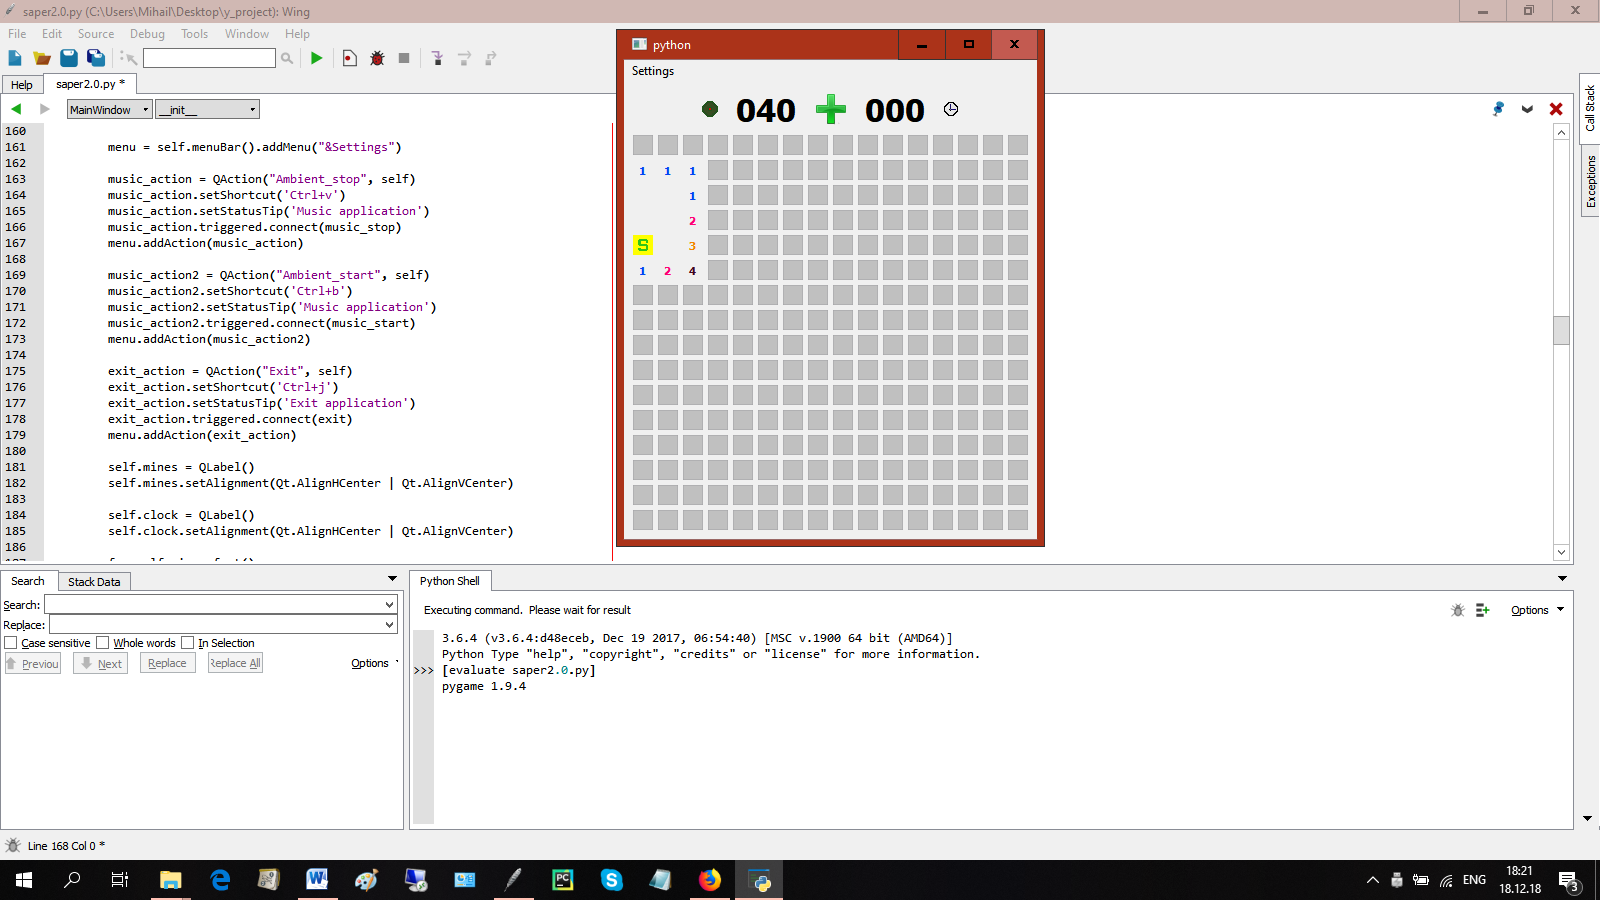 saper2.0.py (C:\Users\Mihail\Desktop\y_project): Wing
File Edit Source Debug Tools Window Help
Help saper2.0.py *
MainWindow __init__
160
161 menu = self.menuBar().addMenu("&Settings")
162
163 music_action = QAction("Ambient_stop", self)
164 music_action.setShortcut('Ctrl+v')
165 music_action.setStatusTip('Music application')
166 music_action.triggered.connect(music_stop)
167 menu.addAction(music_action)
168
169 music_action2 = QAction("Ambient_start", self)
170 music_action2.setShortcut('Ctrl+b')
171 music_action2.setStatusTip('Music application')
172 music_action2.triggered.connect(music_start)
173 menu.addAction(music_action2)
174
175 exit_action = QAction("Exit", self)
176 exit_action.setShortcut('Ctrl+j')
177 exit_action.setStatusTip('Exit application')
178 exit_action.triggered.connect(exit)
179 menu.addAction(exit_action)
180
181 self.mines = QLabel()
182 self.mines.setAlignment(Qt.AlignHCenter | Qt.AlignVCenter)
183
184 self.clock = QLabel()
185 self.clock.setAlignment(Qt.AlignHCenter | Qt.AlignVCenter)
186
python
Settings
040 000
1 1 1
1
2
S 3
1 2 4
Call Stack
Exceptions
Search Stack Data
Search:
Replace:
Case sensitive Whole words In Selection
Previou Next Replace Replace All Options
Python Shell
Executing command. Please wait for result
Options
3.6.4 (v3.6.4:d48eceb, Dec 19 2017, 06:54:40) [MSC v.1900 64 bit (AMD64)]
Python Type "help", "copyright", "credits" or "license" for more information.
>>> [evaluate saper2.0.py]
pygame 1.9.4
Line 168 Col 0 *
ENG
18:21
18.12.18
3